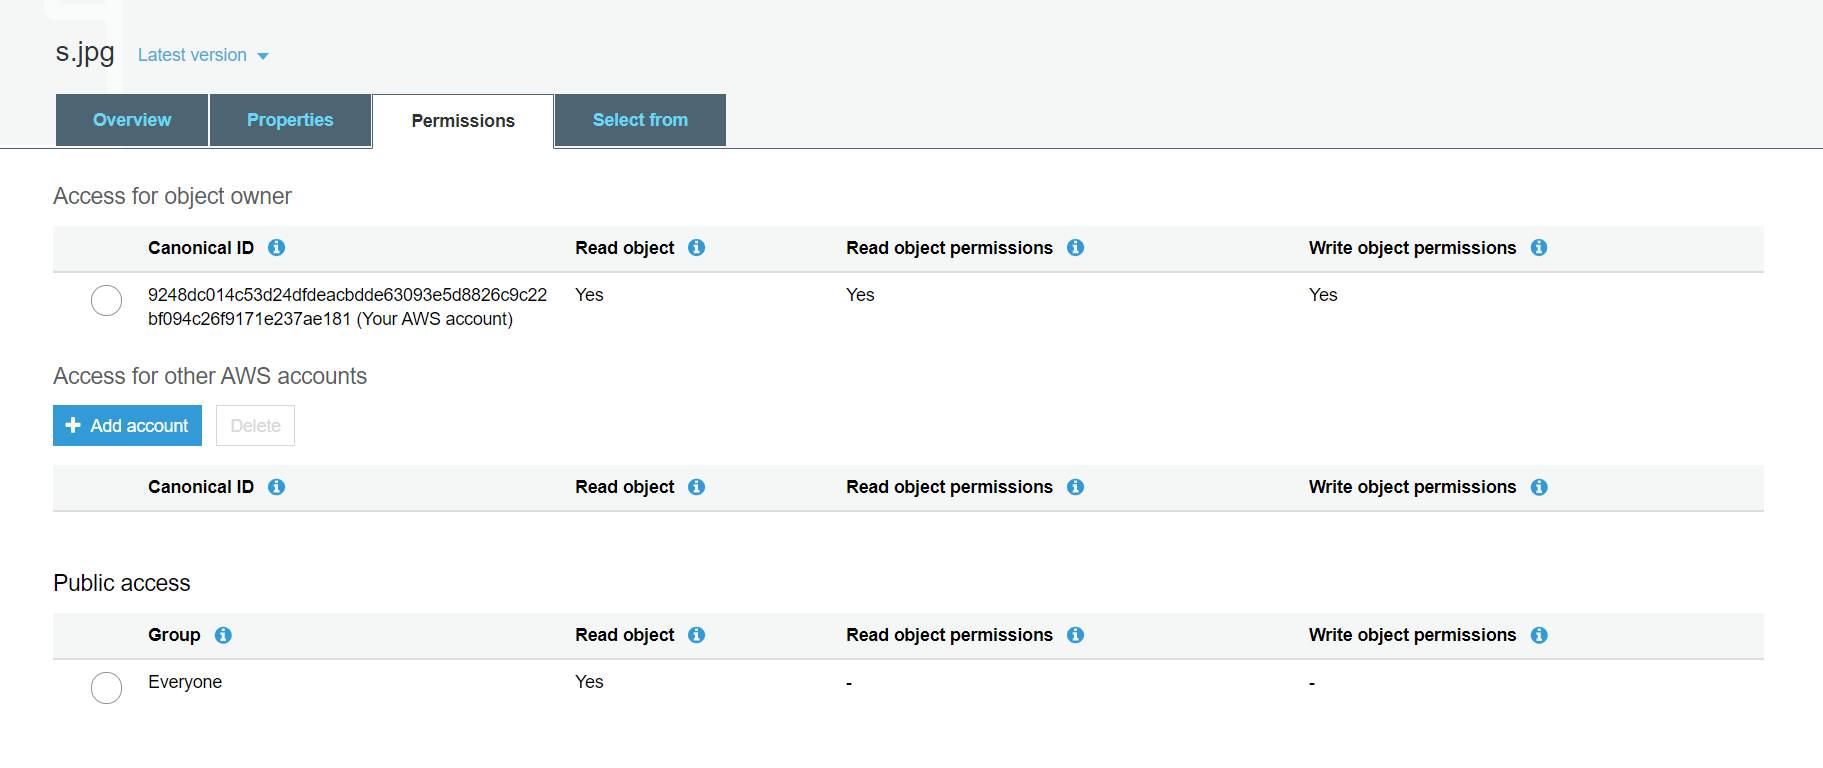 s.jpg Latest version
Overview Properties Permissions Select from
Access for object owner
Canonical ID Read object Read object permissions Write object permissions
9248dc014c53d24dfdeacbdde63093e5d8826c9c22 Yes Yes Yes
bf094c26f9171e237ae181 (Your AWS account)
Access for other AWS accounts
+ Add account Delete
Canonical ID Read object Read object permissions Write object permissions
Public access
Group Read object Read object permissions Write object permissions
Everyone Yes - -